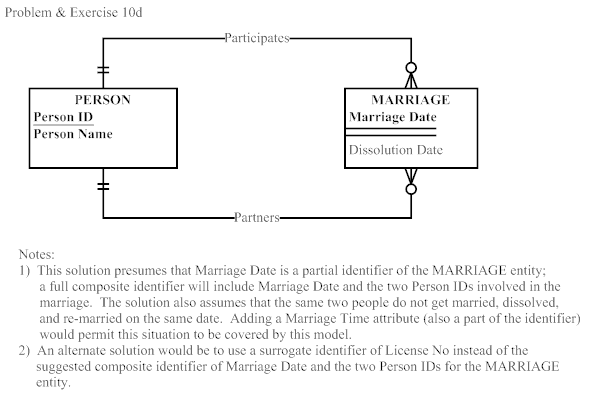 Problem & Exercise 10d
Participates
PERSON
Person ID
Person Name
MARRIAGE
Marriage Date
Dissolution Date
Partners
Notes:
1) This solution presumes that Marriage Date is a partial identifier of the MARRIAGE entity;
a full composite identifier will include Marriage Date and the two Person IDs involved in the
marriage. The solution also assumes that the same two people do not get married, dissolved,
and re-married on the same date. Adding a Marriage Time attribute (also a part of the identifier)
would permit this situation to be covered by this model.
2) An alternate solution would be to use a surrogate identifier of License No instead of the
suggested composite identifier of Marriage Date and the two Person IDs for the MARRIAGE
entity.